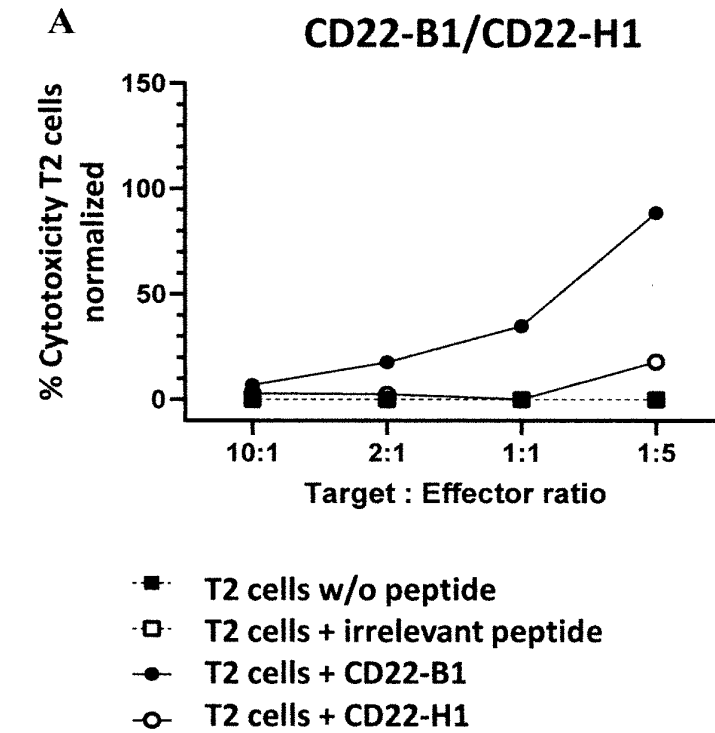 A
CD22-B1/CD22-H1
% Cytotoxicity T2 cells
normalized
150
100
50
0
10:1 2:1 1:1 1:5
Target : Effector ratio
T2 cells w/o peptide
T2 cells + irrelevant peptide
T2 cells + CD22-B1
T2 cells + CD22-H1